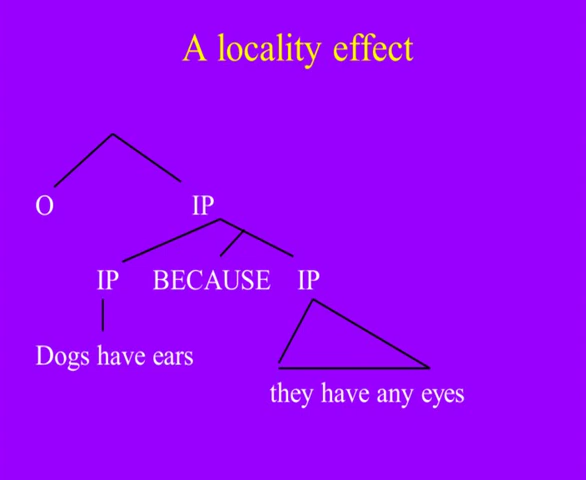 A locality effect
O IP
IP BECAUSE IP
Dogs have ears
they have any eyes